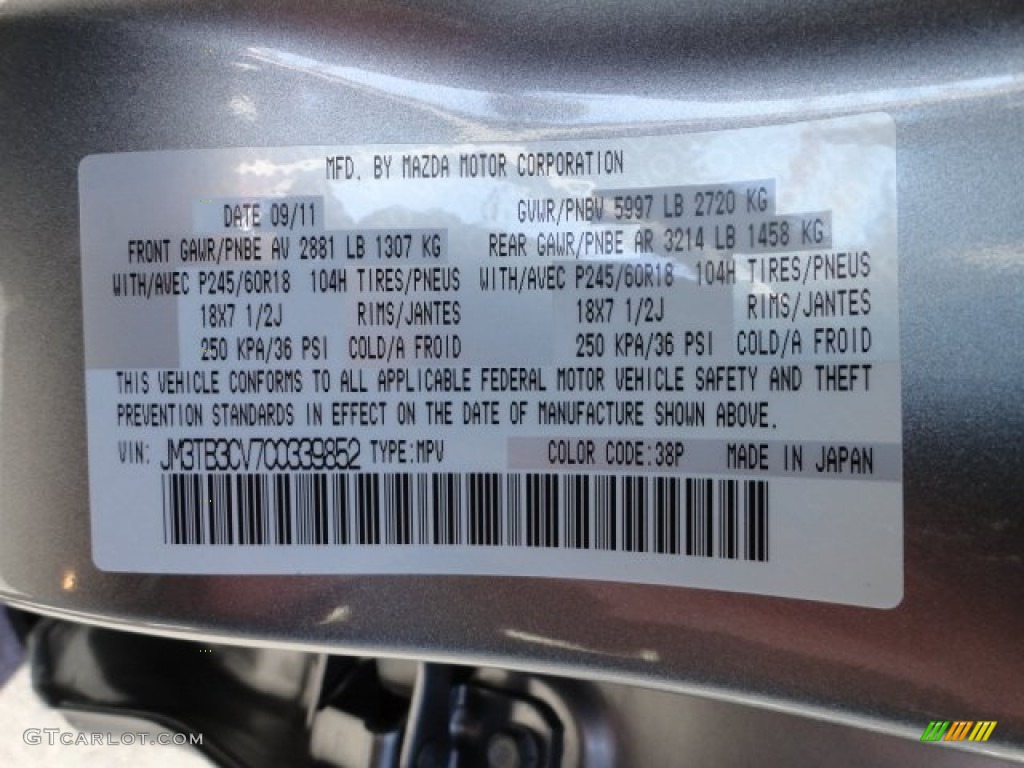 MFD. BY MAZDA MOTOR CORPORATION
DATE 09/11 GVWR/PNBV 5997 LB 2720 KG
FRONT GAWR/PNBE AV 2881 LB 1307 KG REAR GAWR/PNBE AR 3214 LB 1458 KG
WITH/AVEC P245/60R18 104H TIRES/PNEUS WITH/AVEC P245/60R18 104H TIRES/PNEUS
18X7 1/2J RIMS/JANTES 18X7 1/2J RIMS/JANTES
250 KPA/36 PSI COLD/A FROID 250 KPA/36 PSI COLD/A FROID
THIS VEHICLE CONFORMS TO ALL APPLICABLE FEDERAL MOTOR VEHICLE SAFETY AND THEFT
PREVENTION STANDARDS IN EFFECT ON THE DATE OF MANUFACTURE SHOWN ABOVE.
VIN: JM3TB3CV7C0339852 TYPE:MPV COLOR CODE:38P MADE IN JAPAN
GTCARLOT.COM